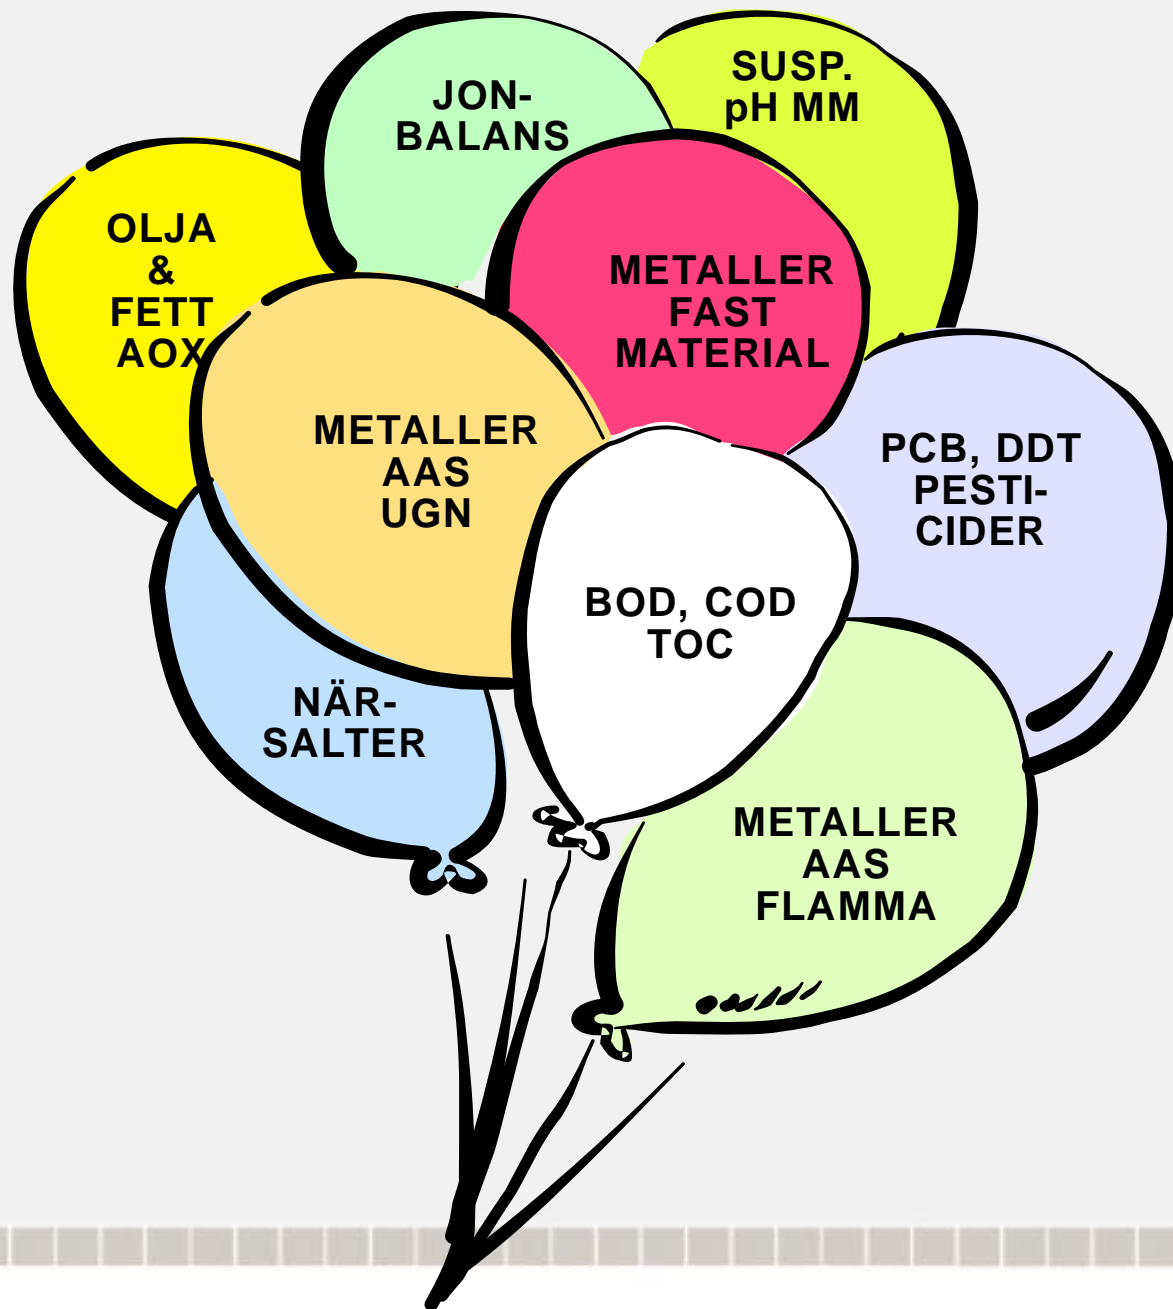 JON-
BALANS
SUSP.
pH MM
OLJA
&
FETT
AOX
METALLER
FAST
MATERIAL
METALLER
AAS
UGN
PCB, DDT
PESTI-
CIDER
BOD, COD
TOC
NÄR-
SALTER
METALLER
AAS
FLAMMA